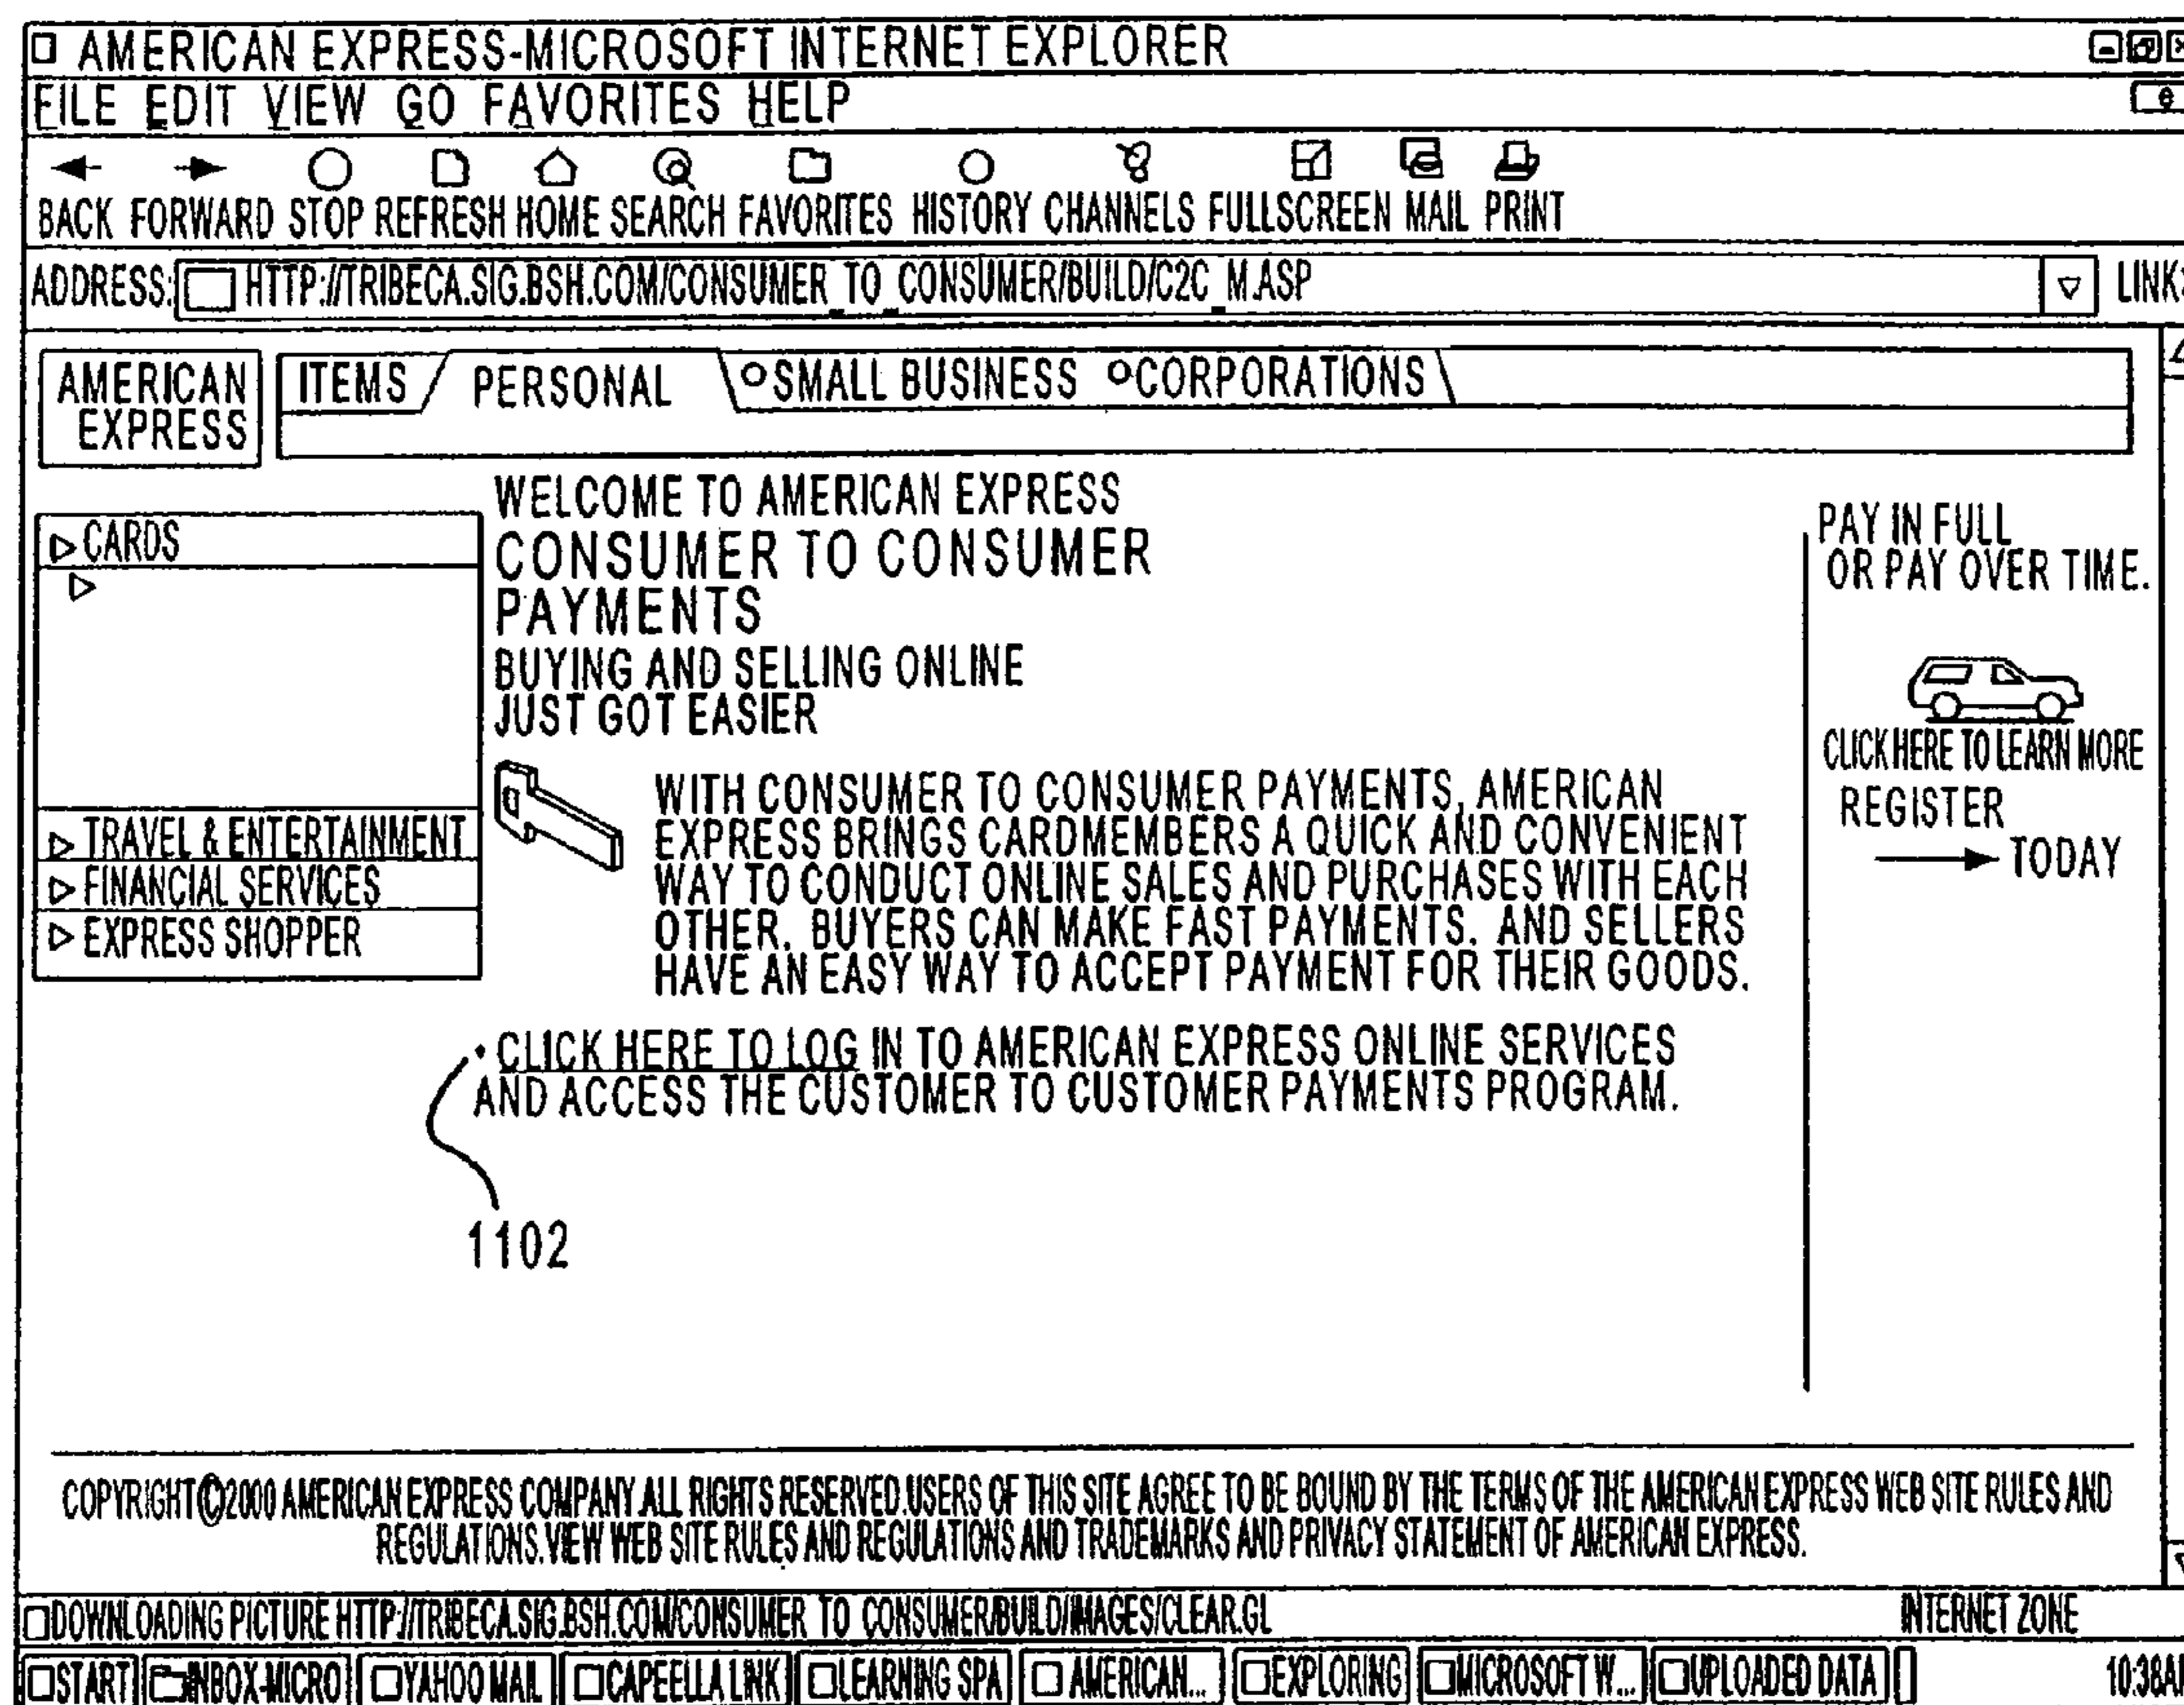 AMERICAN EXPRESS-MICROSOFT INTERNET EXPLORER
FILE EDIT VIEW GO FAVORITES HELP
BACK FORWARD STOP REFRESH HOME SEARCH FAVORITES HISTORY CHANNELS FULLSCREEN MAIL PRINT
ADDRESS: HTTP://TRIBECA.SIG.BSH.COM/CONSUMER_TO_CONSUMER/BUILD/C2C_M.ASP
AMERICAN EXPRESS
ITEMS PERSONAL SMALL BUSINESS CORPORATIONS
CARDS
TRAVEL & ENTERTAINMENT
FINANCIAL SERVICES
EXPRESS SHOPPER
WELCOME TO AMERICAN EXPRESS
CONSUMER TO CONSUMER
PAYMENTS
BUYING AND SELLING ONLINE
JUST GOT EASIER
WITH CONSUMER TO CONSUMER PAYMENTS, AMERICAN
EXPRESS BRINGS CARDMEMBERS A QUICK AND CONVENIENT
WAY TO CONDUCT ONLINE SALES AND PURCHASES WITH EACH
OTHER. BUYERS CAN MAKE FAST PAYMENTS. AND SELLERS
HAVE AN EASY WAY TO ACCEPT PAYMENT FOR THEIR GOODS.
• CLICK HERE TO LOG IN TO AMERICAN EXPRESS ONLINE SERVICES
AND ACCESS THE CUSTOMER TO CUSTOMER PAYMENTS PROGRAM.
1102
PAY IN FULL
OR PAY OVER TIME.
CLICK HERE TO LEARN MORE
REGISTER
TODAY
COPYRIGHT©2000 AMERICAN EXPRESS COMPANY.ALL RIGHTS RESERVED.USERS OF THIS SITE AGREE TO BE BOUND BY THE TERMS OF THE AMERICAN EXPRESS WEB SITE RULES AND
REGULATIONS.VIEW WEB SITE RULES AND REGULATIONS AND TRADEMARKS AND PRIVACY STATEMENT OF AMERICAN EXPRESS.
DOWNLOADING PICTURE HTTP://TRIBECA.SIG.BSH.COM/CONSUMER_TO_CONSUMER/BUILD/IMAGES/CLEAR.GL INTERNET ZONE
START INBOX-MICRO YAHOO MAIL CAPEELLA LINK LEARNING SPA AMERICAN... EXPLORING MICROSOFT W... UPLOADED DATA